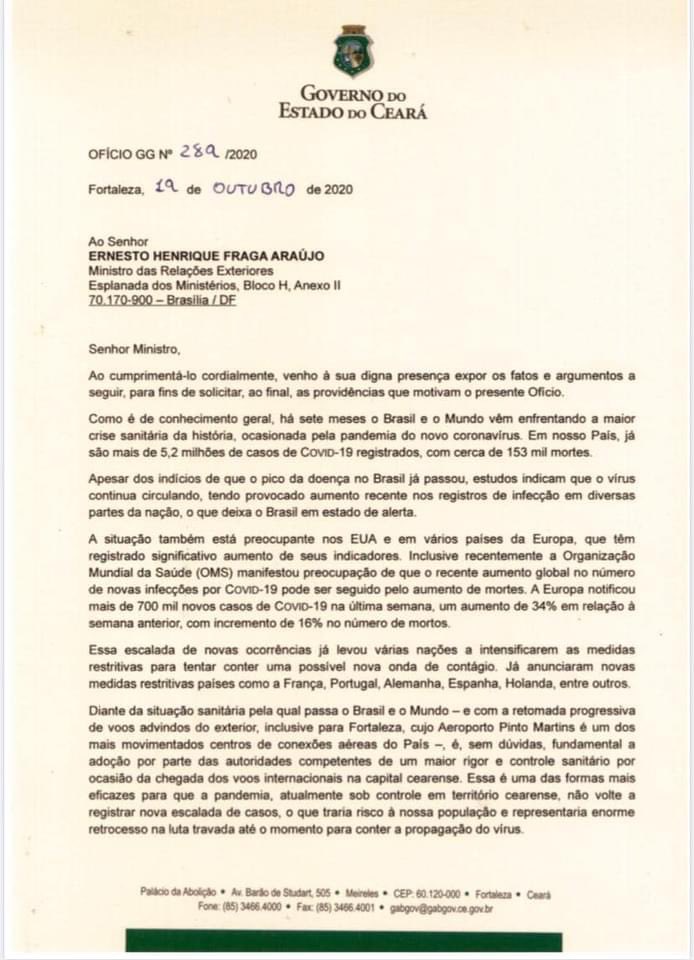 GOVERNO DO
ESTADO DO CEARÁ
OFÍCIO GG Nº 289 /2020
Fortaleza, 19 de OUTUBRO de 2020
Ao Senhor
ERNESTO HENRIQUE FRAGA ARAÚJO
Ministro das Relações Exteriores
Esplanada dos Ministérios, Bloco H, Anexo II
70.170-900 – Brasília / DF
Senhor Ministro,
Ao cumprimentá-lo cordialmente, venho à sua digna presença expor os fatos e argumentos a
seguir, para fins de solicitar, ao final, as providências que motivam o presente Ofício.
Como é de conhecimento geral, há sete meses o Brasil e o Mundo vêm enfrentando a maior
crise sanitária da história, ocasionada pela pandemia do novo coronavírus. Em nosso País, já
são mais de 5,2 milhões de casos de COVID-19 registrados, com cerca de 153 mil mortes.
Apesar dos indícios de que o pico da doença no Brasil já passou, estudos indicam que o vírus
continua circulando, tendo provocado aumento recente nos registros de infecção em diversas
partes da nação, o que deixa o Brasil em estado de alerta.
A situação também está preocupante nos EUA e em vários países da Europa, que têm
registrado significativo aumento de seus indicadores. Inclusive recentemente a Organização
Mundial da Saúde (OMS) manifestou preocupação de que o recente aumento global no número
de novas infecções por COVID-19 pode ser seguido pelo aumento de mortes. A Europa notificou
mais de 700 mil novos casos de COVID-19 na última semana, um aumento de 34% em relação à
semana anterior, com incremento de 16% no número de mortos.
Essa escalada de novas ocorrências já levou várias nações a intensificarem as medidas
restritivas para tentar conter uma possível nova onda de contágio. Já anunciaram novas
medidas restritivas países como a França, Portugal, Alemanha, Espanha, Holanda, entre outros.
Diante da situação sanitária pela qual passa o Brasil e o Mundo – e com a retomada progressiva
de voos advindos do exterior, inclusive para Fortaleza, cujo Aeroporto Pinto Martins é um dos
mais movimentados centros de conexões aéreas do País –, é, sem dúvidas, fundamental a
adoção por parte das autoridades competentes de um maior rigor e controle sanitário por
ocasião da chegada dos voos internacionais na capital cearense. Essa é uma das formas mais
eficazes para que a pandemia, atualmente sob controle em território cearense, não volte a
registrar nova escalada de casos, o que traria risco à nossa população e representaria enorme
retrocesso na luta travada até o momento para conter a propagação do vírus.
Palácio da Abolição • Av. Barão de Studart, 505 • Meireles • CEP: 60.120-000 • Fortaleza • Ceará
Fone: (85) 3466.4000 • Fax: (85) 3466.4001 • gabgov@gabgov.ce.gov.br